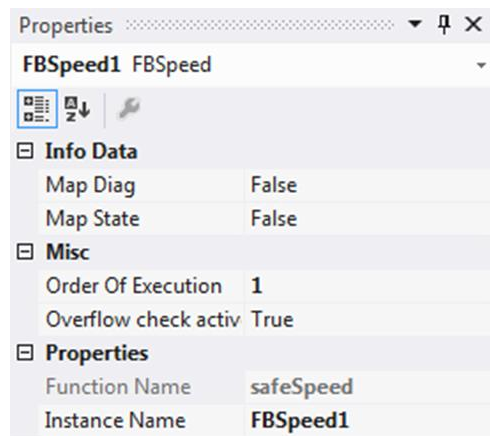 Properties
FBSpeed1 FBSpeed
Info Data
Map Diag False
Map State False
Misc
Order Of Execution 1
Overflow check activ True
Properties
Function Name safeSpeed
Instance Name FBSpeed1